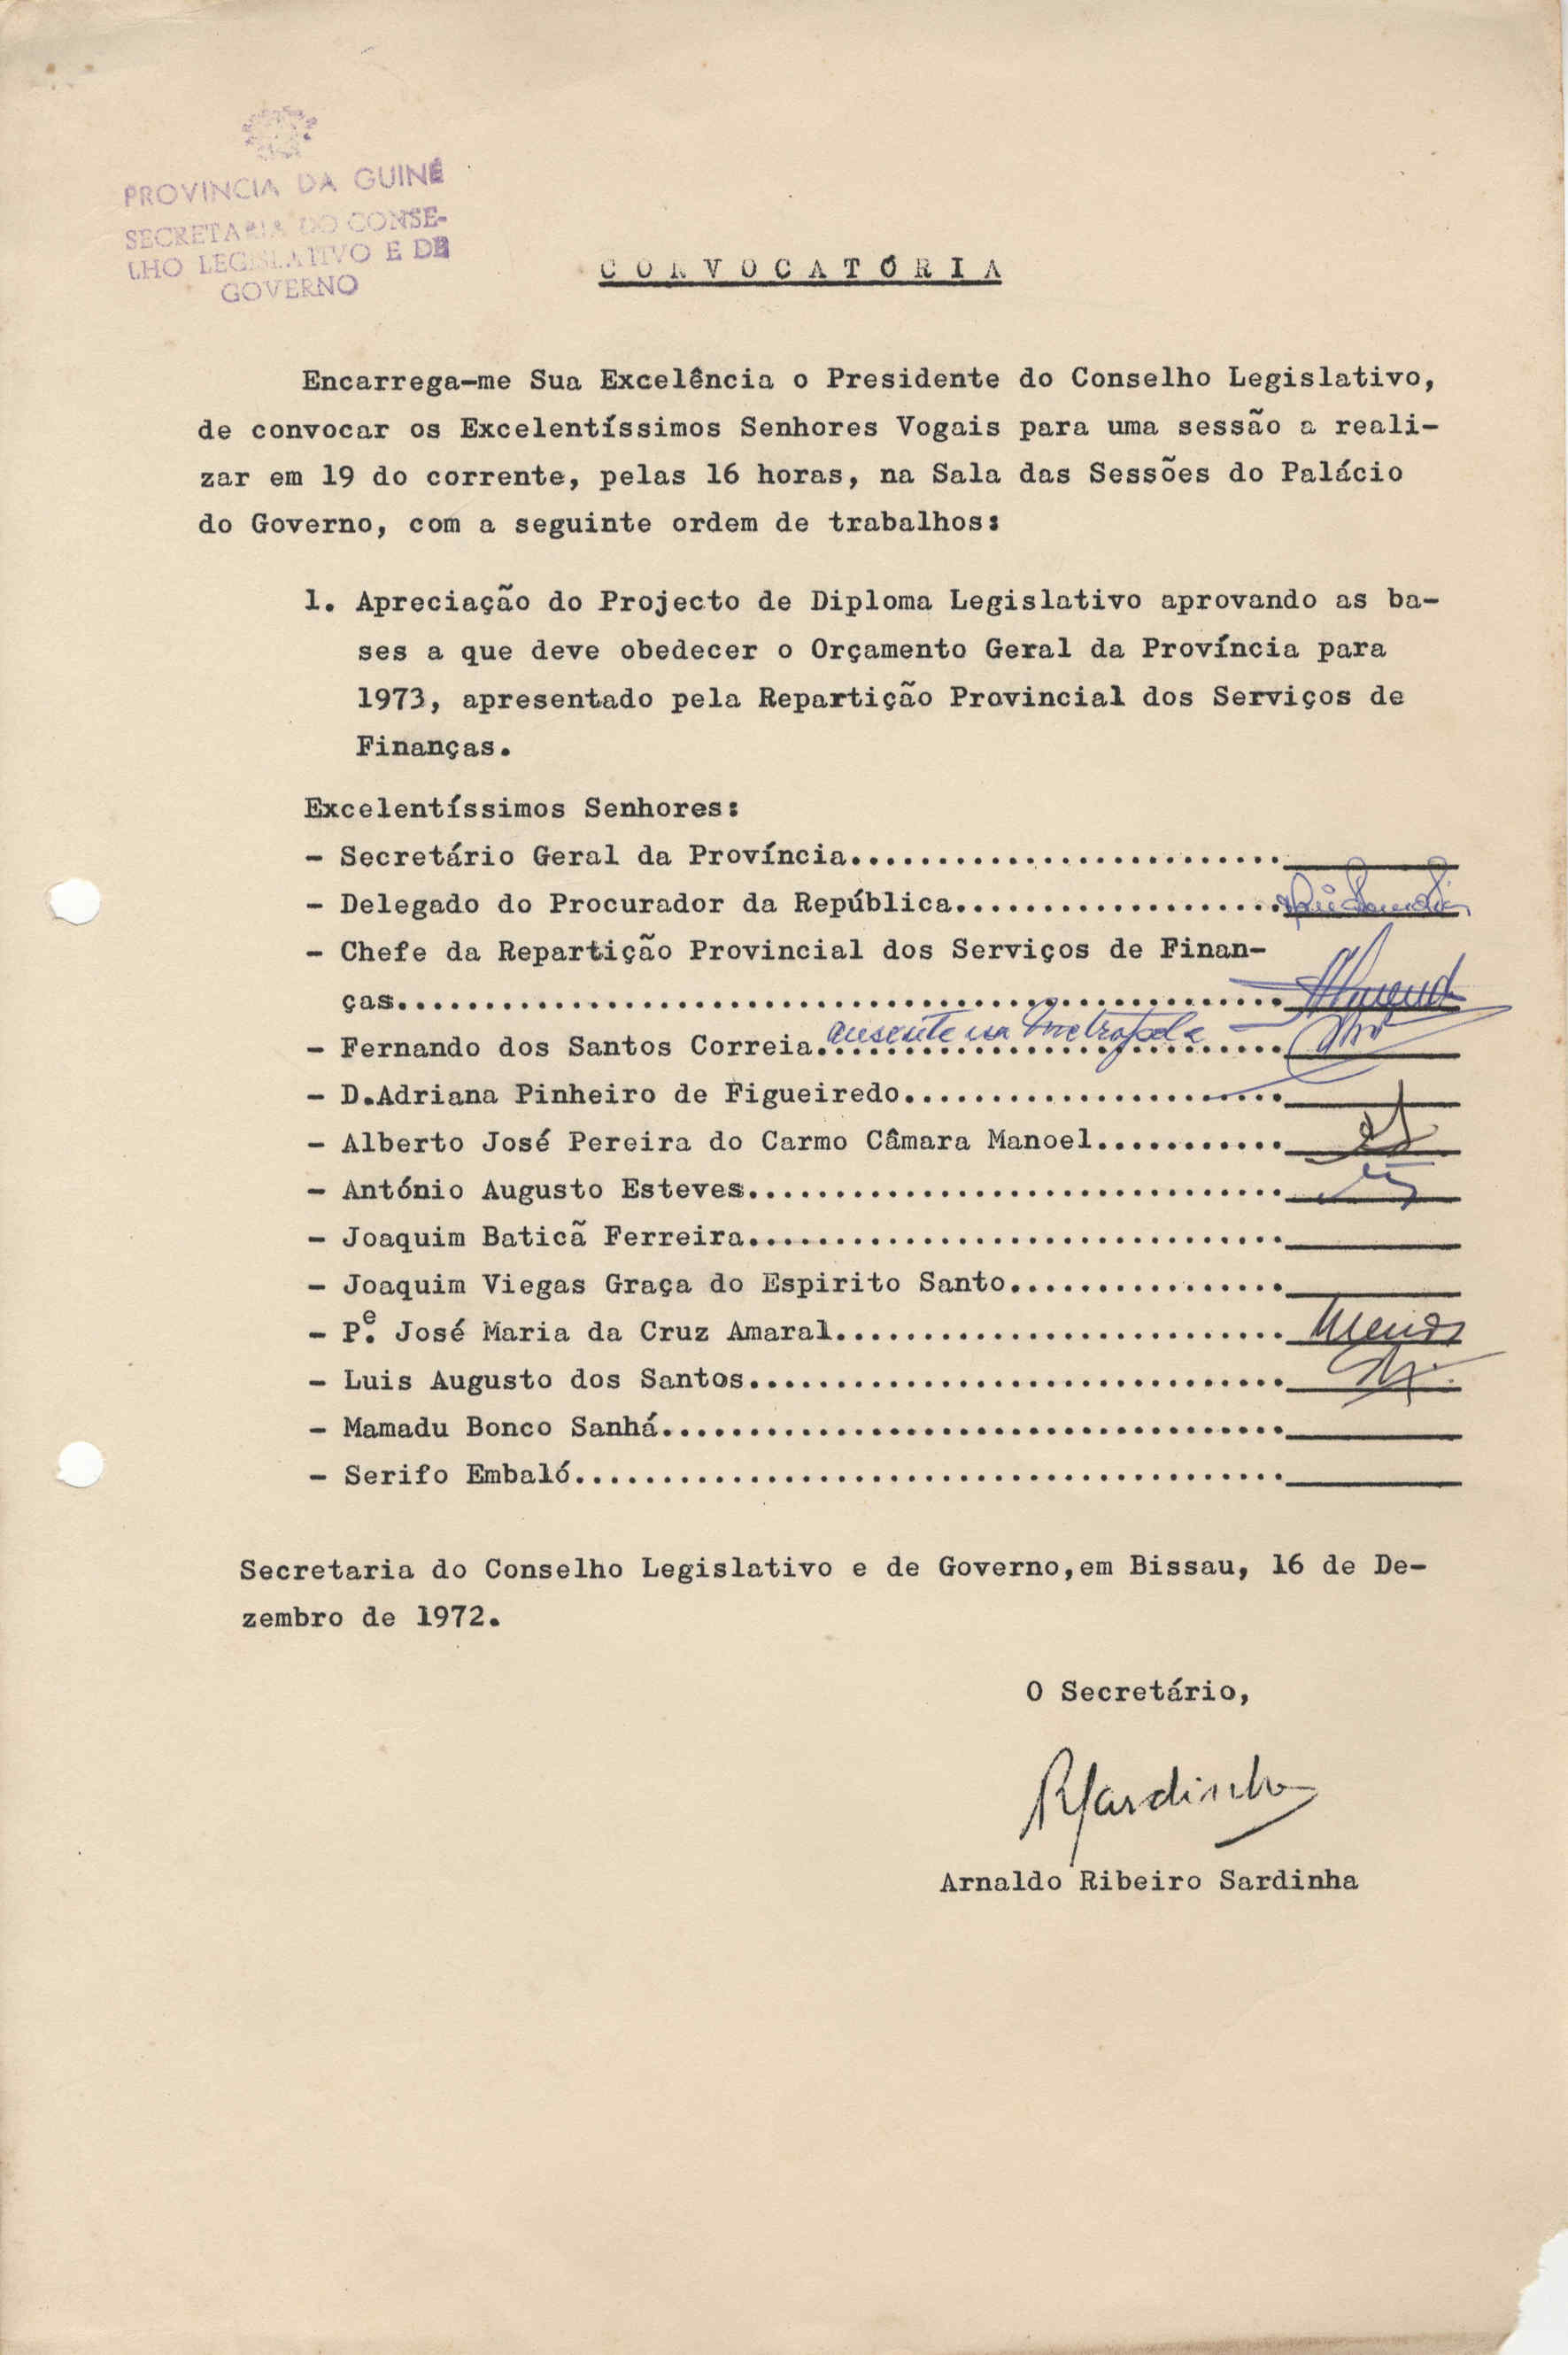 PROVINCIA DA GUINÉ
SECRETARIA DO CONSE-
LHO LEGISLATIVO E DE
GOVERNO
CONVOCATÓRIA
Encarrega-me Sua Excelência o Presidente do Conselho Legislativo,
de convocar os Excelentíssimos Senhores Vogais para uma sessão a reali-
zar em 19 do corrente, pelas 16 horas, na Sala das Sessões do Palácio
do Governo, com a seguinte ordem de trabalhos:
1. Apreciação do Projecto de Diploma Legislativo aprovando as ba-
ses a que deve obedecer o Orçamento Geral da Província para
1973, apresentado pela Repartição Provincial dos Serviços de
Finanças.
Excelentíssimos Senhores:
- Secretário Geral da Província.........................
- Delegado do Procurador da República...................
- Chefe da Repartição Provincial dos Serviços de Finan-
ças...................................................
- Fernando dos Santos Correia........................... ausente na Metropole
- D.Adriana Pinheiro de Figueiredo......................
- Alberto José Pereira do Carmo Câmara Manoel...........
- António Augusto Esteves...............................
- Joaquim Baticã Ferreira...............................
- Joaquim Viegas Graça do Espirito Santo................
- Pe. José Maria da Cruz Amaral..........................
- Luis Augusto dos Santos...............................
- Mamadu Bonco Sanhá....................................
- Serifo Embaló.........................................
Secretaria do Conselho Legislativo e de Governo,em Bissau, 16 de De-
zembro de 1972.
O Secretário,
RSardinha
Arnaldo Ribeiro Sardinha